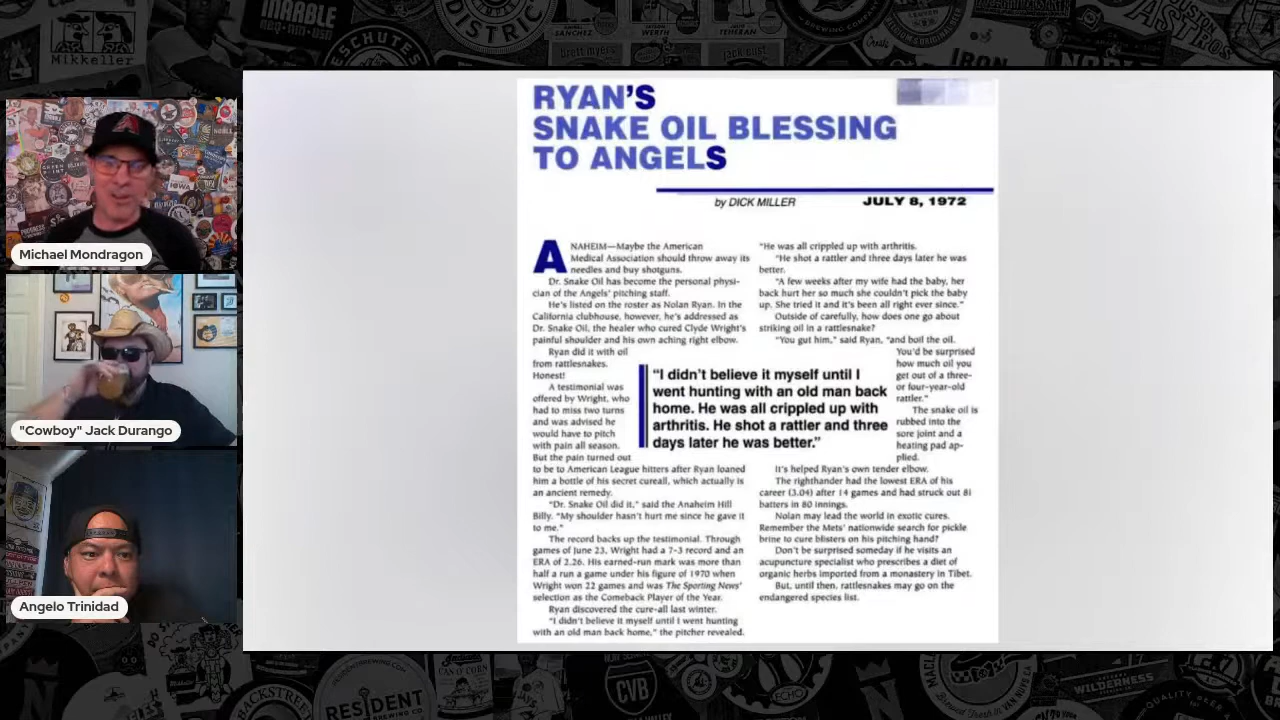 Mikkeller
MARBLE
DISTRICT
SCHUTES
SANCHEZ
WERTH
TEHERAN
brett myers
jack cust
BREWING COMPANY
ASTROS
IRON
NOBL
Michael Mondragon
IOWA
"Cowboy" Jack Durango
Angelo Trinidad
RYAN'S
SNAKE OIL BLESSING
TO ANGELS
by DICK MILLER
JULY 8, 1972
ANAHEIM—Maybe the American
Medical Association should throw away its
needles and buy shotguns.
Dr. Snake Oil has become the personal physi-
cian of the Angels' pitching staff.
He's listed on the roster as Nolan Ryan. In the
California clubhouse, however, he's addressed as
Dr. Snake Oil, the healer who cured Clyde Wright's
painful shoulder and his own aching right elbow.
Ryan did it with oil
from rattlesnakes.
Honest!
A testimonial was
offered by Wright, who
had to miss two turns
and was advised he
would have to pitch
with pain all season.
But the pain turned out
to be to American League hitters after Ryan loaned
him a bottle of his secret cureall, which actually is
an ancient remedy.
"Dr. Snake Oil did it," said the Anaheim Hill
Billy. "My shoulder hasn't hurt me since he gave it
to me."
The record backs up the testimonial. Through
games of June 23, Wright had a 7-3 record and an
ERA of 2.26. His earned-run mark was more than
half a run a game under his figure of 1970 when
Wright won 22 games and was The Sporting News'
selection as the Comeback Player of the Year.
Ryan discovered the cure-all last winter.
"I didn't believe it myself until I went hunting
with an old man back home," the pitcher revealed.
"I didn't believe it myself until I
went hunting with an old man back
home. He was all crippled up with
arthritis. He shot a rattler and three
days later he was better."
"He was all crippled up with arthritis.
"He shot a rattler and three days later he was
better.
"A few weeks after my wife had the baby, her
back hurt her so much she couldn't pick the baby
up. She tried it and it's been all right ever since."
Outside of carefully, how does one go about
striking oil in a rattlesnake?
"You gut him," said Ryan, "and boil the oil.
You'd be surprised
how much oil you
get out of a three-
or four-year-old
rattler."
The snake oil is
rubbed into the
sore joint and a
heating pad ap-
plied.
It's helped Ryan's own tender elbow.
The righthander had the lowest ERA of his
career (3.04) after 14 games and had struck out 81
batters in 80 innings.
Nolan may lead the world in exotic cures.
Remember the Mets' nationwide search for pickle
brine to cure blisters on his pitching hand?
Don't be surprised someday if he visits an
acupuncture specialist who prescribes a diet of
organic herbs imported from a monastery in Tibet.
But, until then, rattlesnakes may go on the
endangered species list.
BACKSTREET
RESIDENT
BREWING CO.
CVB
ECHO
WILDERNESS